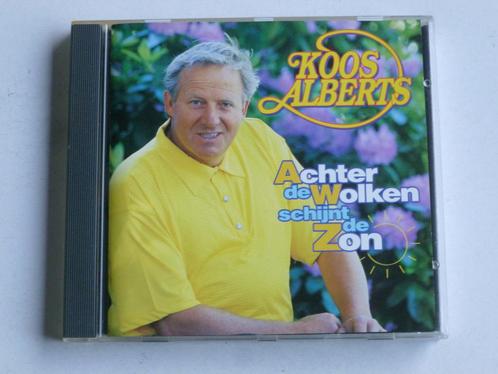 KOOS
ALBERTS
Achter
de Wolken
schijnt
de
Zon